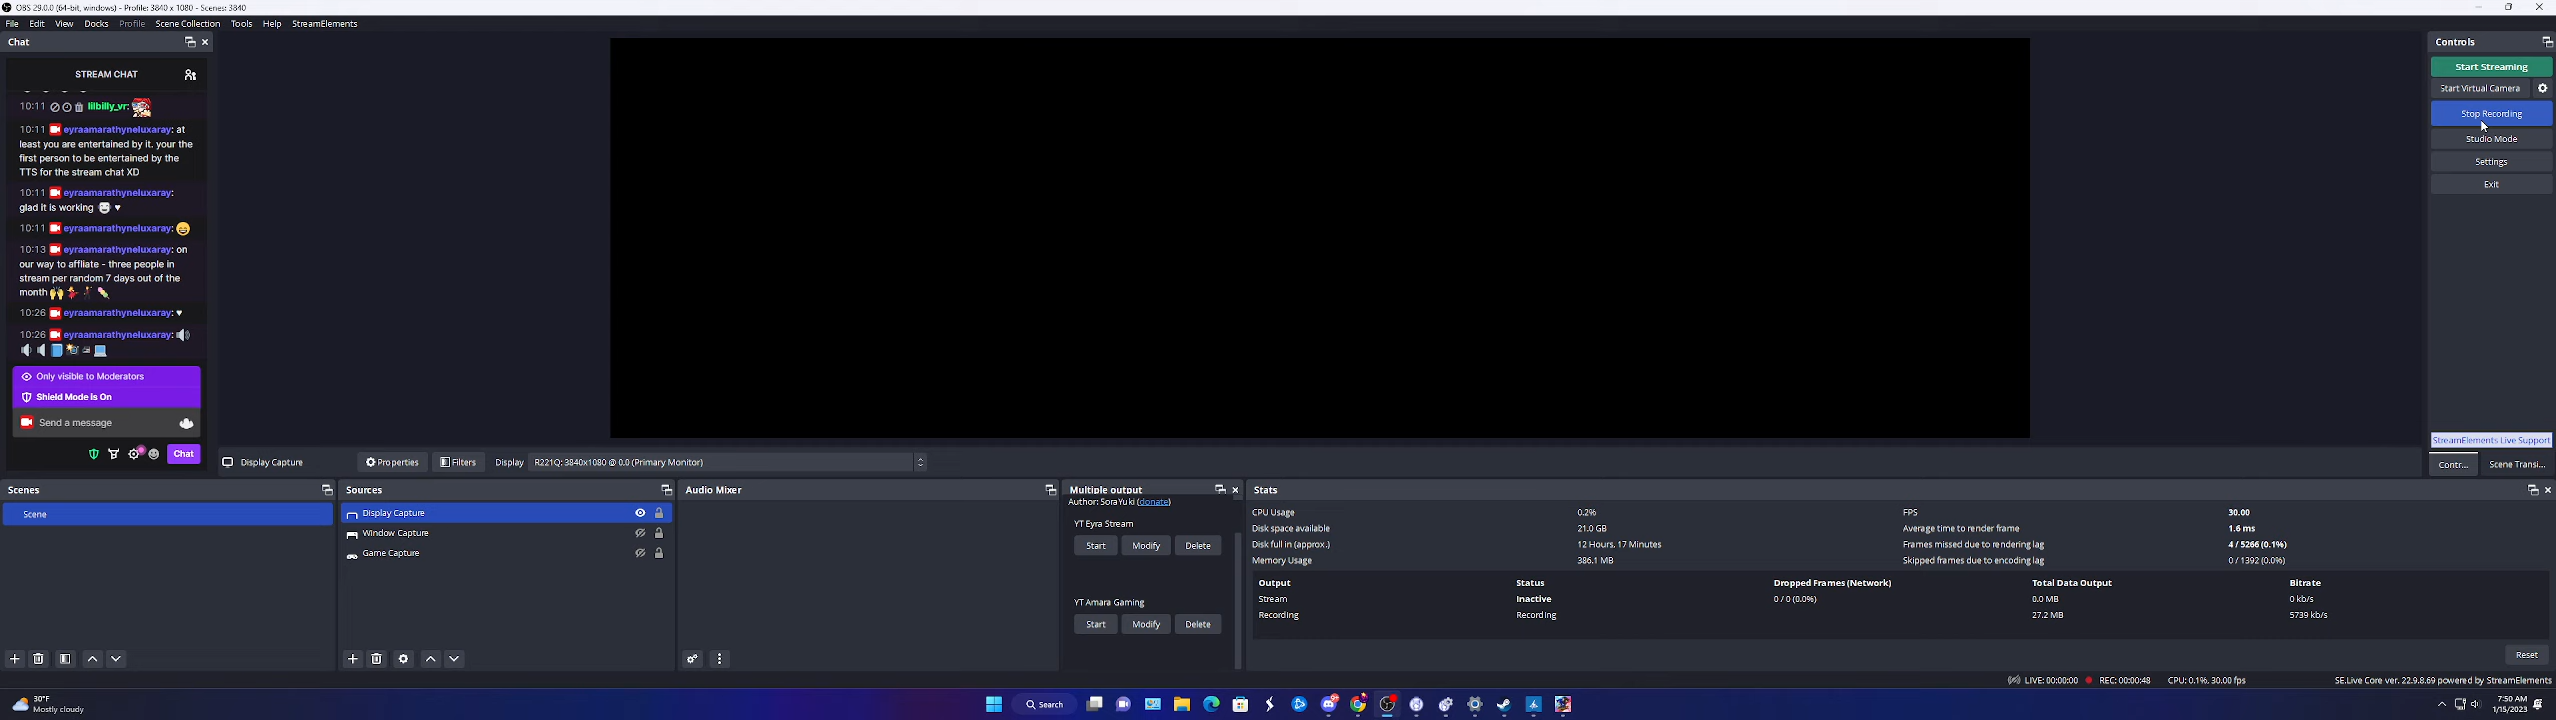 OBS 29.0.0 (64-bit, windows) - Profile: 3840 x 1080 - Scenes: 3840
File Edit View Docks Profile Scene Collection Tools Help StreamElements
Chat
STREAM CHAT
10:11 lilbilly_vr:
10:11 eyraamarathyneluxaray: at
least you are entertained by it. your the
first person to be entertained by the
TTS for the stream chat XD
10:11 eyraamarathyneluxaray:
glad it is working
10:11 eyraamarathyneluxaray:
10:13 eyraamarathyneluxaray: on
our way to affliate - three people in
stream per random 7 days out of the
month
10:26 eyraamarathyneluxaray:
10:26 eyraamarathyneluxaray:
Only visible to Moderators
Shield Mode Is On
Send a message
Chat
Controls
Start Streaming
Start Virtual Camera
Stop Recording
Studio Mode
Settings
Exit
StreamElements Live Support
Contr... Scene Transi...
Display Capture Properties Filters Display R221Q: 3840x1080 @ 0,0 (Primary Monitor)
Scenes
Scene
Sources
Display Capture
Window Capture
Game Capture
Audio Mixer
Multiple output
Author: SoraYuki (donate)
YT Eyra Stream
Start Modify Delete
YT Amara Gaming
Start Modify Delete
Stats
CPU Usage 0.2% FPS 30.00
Disk space available 21.0 GB Average time to render frame 1.6 ms
Disk full in (approx.) 12 Hours, 17 Minutes Frames missed due to rendering lag 4 / 5266 (0.1%)
Memory Usage 386.1 MB Skipped frames due to encoding lag 0 / 1392 (0.0%)
Output Status Dropped Frames (Network) Total Data Output Bitrate
Stream Inactive 0 / 0 (0.0%) 0.0 MB 0 kb/s
Recording Recording 27.2 MB 5739 kb/s
Reset
LIVE: 00:00:00 REC: 00:00:48 CPU: 0.1%, 30.00 fps SE.Live Core ver. 22.9.8.69 powered by StreamElements
30°F
Mostly cloudy
Search
7:50 AM
1/15/2023